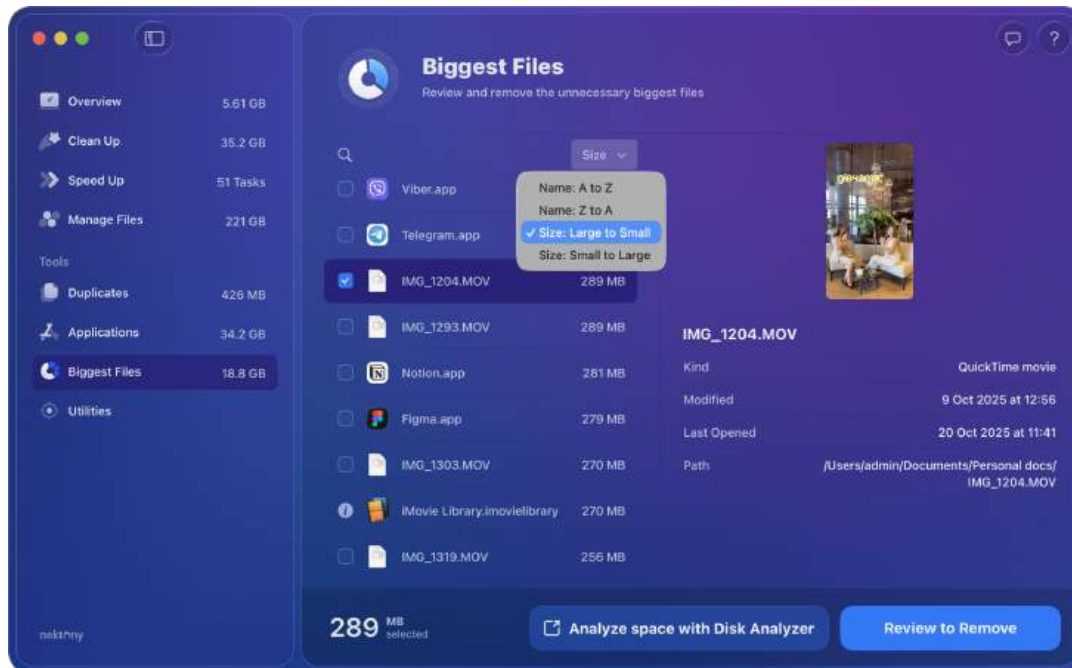 Overview 5.61 GB
Clean Up 35.2 GB
Speed Up 51 Tasks
Manage Files 221 GB
Tools
Duplicates 426 MB
Applications 34.2 GB
Biggest Files 18.8 GB
Utilities
nektony
Biggest Files
Review and remove the unnecessary biggest files
?
Size
Viber.app
Telegram.app
Name: A to Z
Name: Z to A
Size: Large to Small
Size: Small to Large
IMG_1204.MOV 289 MB
IMG_1293.MOV 289 MB
Notion.app 281 MB
Figma.app 279 MB
IMG_1303.MOV 270 MB
iMovie Library.imovielibrary 270 MB
IMG_1319.MOV 256 MB
IMG_1204.MOV
Kind QuickTime movie
Modified 9 Oct 2025 at 12:56
Last Opened 20 Oct 2025 at 11:41
Path /Users/admin/Documents/Personal docs/
IMG_1204.MOV
289 MB
selected
Analyze space with Disk Analyzer
Review to Remove